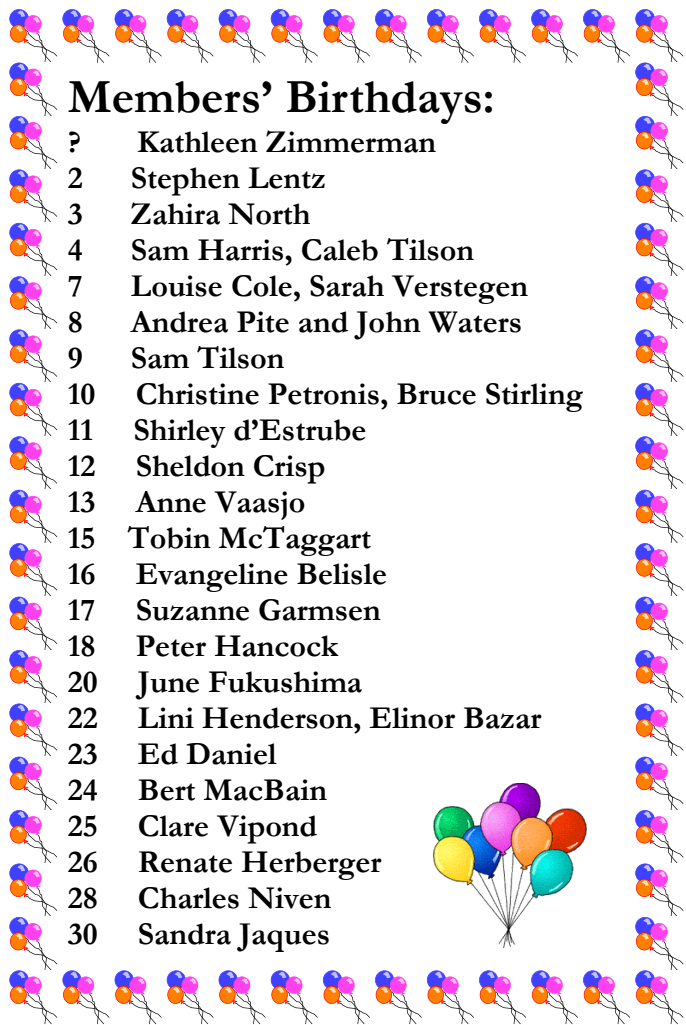 Members’ Birthdays:
? Kathleen Zimmerman
2 Stephen Lentz
3 Zahira North
4 Sam Harris, Caleb Tilson
7 Louise Cole, Sarah Verstegen
8 Andrea Pite and John Waters
9 Sam Tilson
10 Christine Petronis, Bruce Stirling
11 Shirley d’Estrube
12 Sheldon Crisp
13 Anne Vaasjo
15 Tobin McTaggart
16 Evangeline Belisle
17 Suzanne Garmsen
18 Peter Hancock
20 June Fukushima
22 Lini Henderson, Elinor Bazar
23 Ed Daniel
24 Bert MacBain
25 Clare Vipond
26 Renate Herberger
28 Charles Niven
30 Sandra Jaques